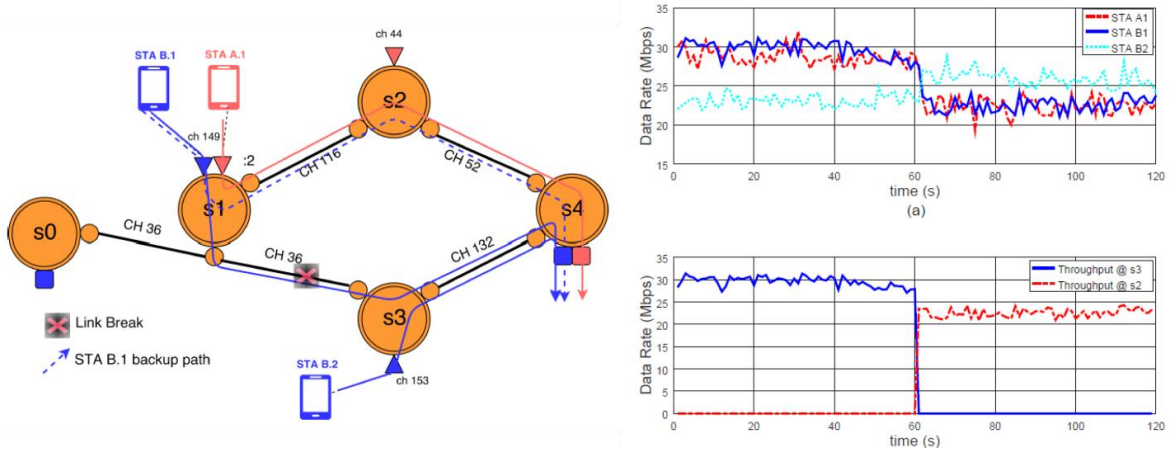 STA B.1
STA A.1
ch 44
ch 149
:2
s2
CH 116
CH 52
s1
s4
s0
CH 36
CH 36
CH 132
s3
Link Break
STA B.1 backup path
STA B.2
ch 153
35
30
25
20
15
Data Rate (Mbps)
STA A1
STA B1
STA B2
0 20 40 60 80 100 120
time (s)
(a)
35
30
25
20
15
10
5
0
Data Rate (Mbps)
Throughput @ s3
Throughput @ s2
0 20 40 60 80 100 120
time (s)